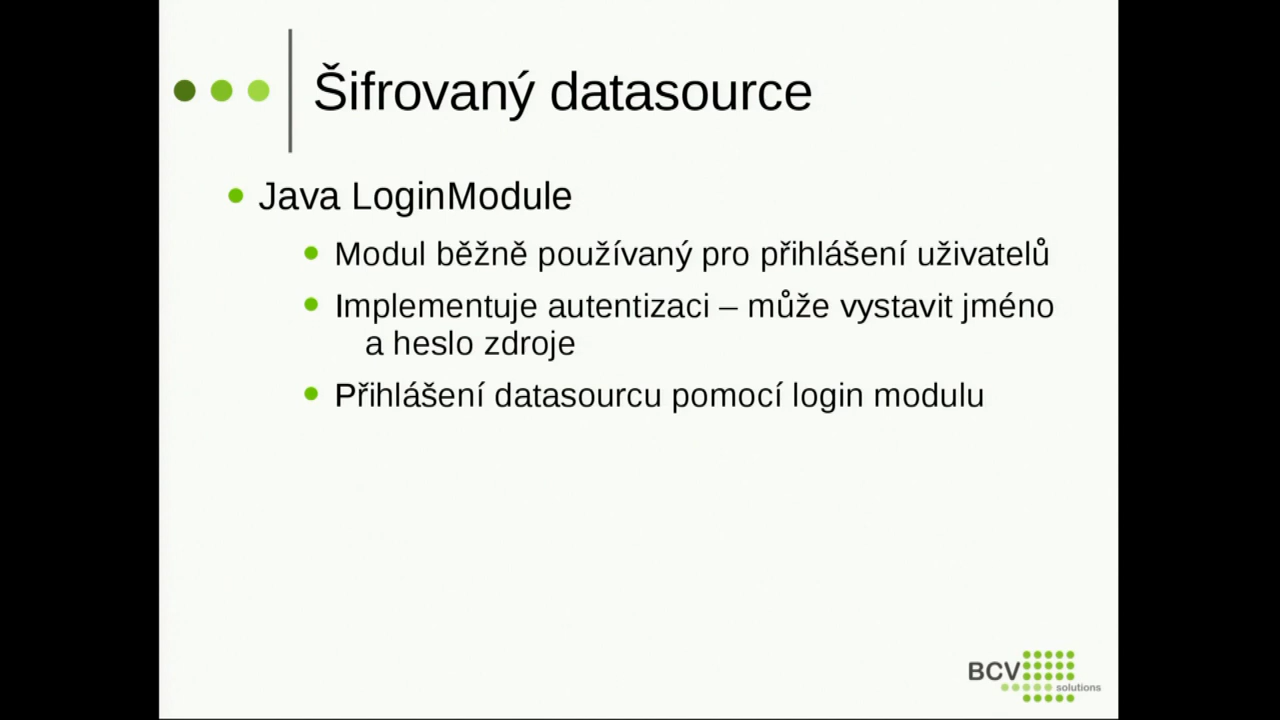 Šifrovaný datasource
Java LoginModule
Modul běžně používaný pro přihlášení uživatelů
Implementuje autentizaci – může vystavit jméno
a heslo zdroje
Přihlášení datasourcu pomocí login modulu
BCV
solutions